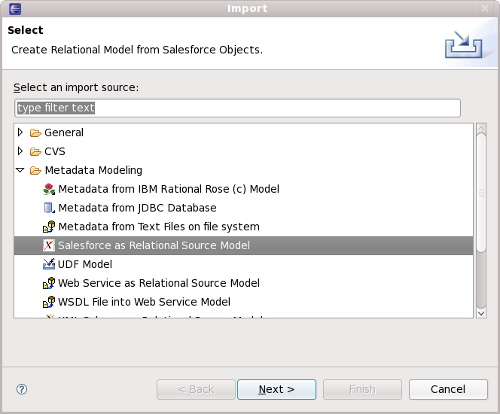 Import
Select
Create Relational Model from Salesforce Objects.
Select an import source:
type filter text
General
CVS
Metadata Modeling
Metadata from IBM Rational Rose (c) Model
Metadata from JDBC Database
Metadata from Text Files on file system
Salesforce as Relational Source Model
UDF Model
Web Service as Relational Source Model
WSDL File into Web Service Model
< Back
Next >
Finish
Cancel